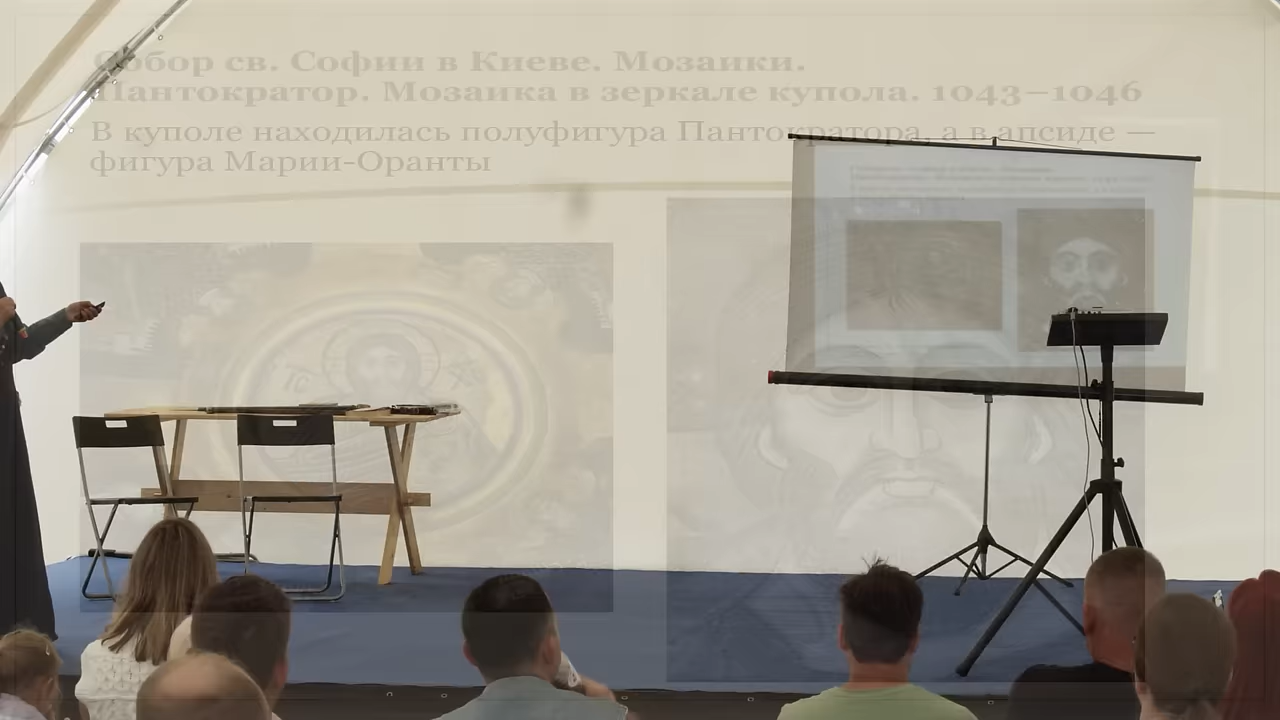 Собор св. Софии в Киеве. Мозаики.
Пантократор. Мозаика в зеркале купола. 1043–1046
В куполе находилась полуфигура Пантократора, а в апсиде —
фигура Марии-Оранты